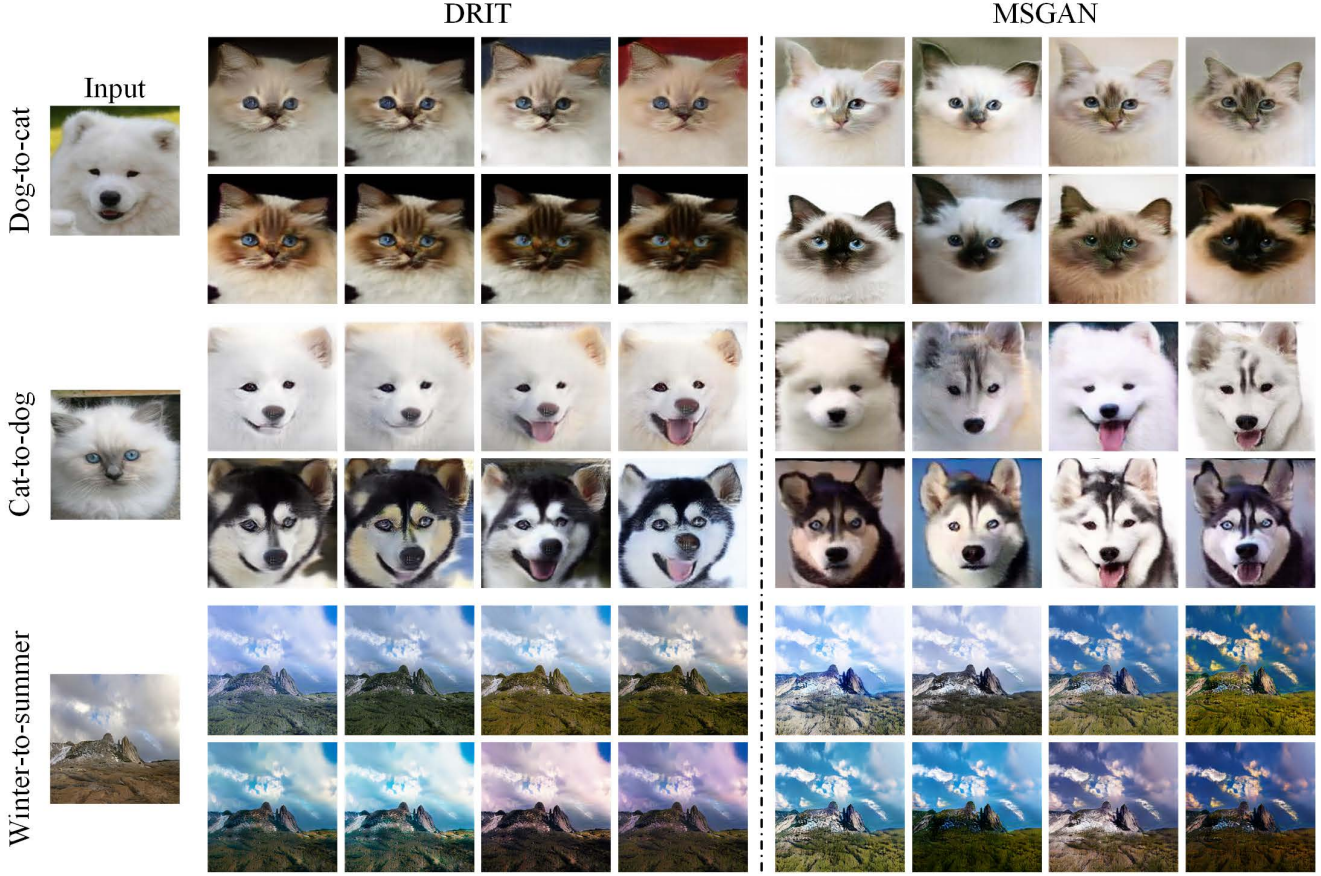 DRIT
MSGAN
Input
Dog-to-cat
Cat-to-dog
Winter-to-summer